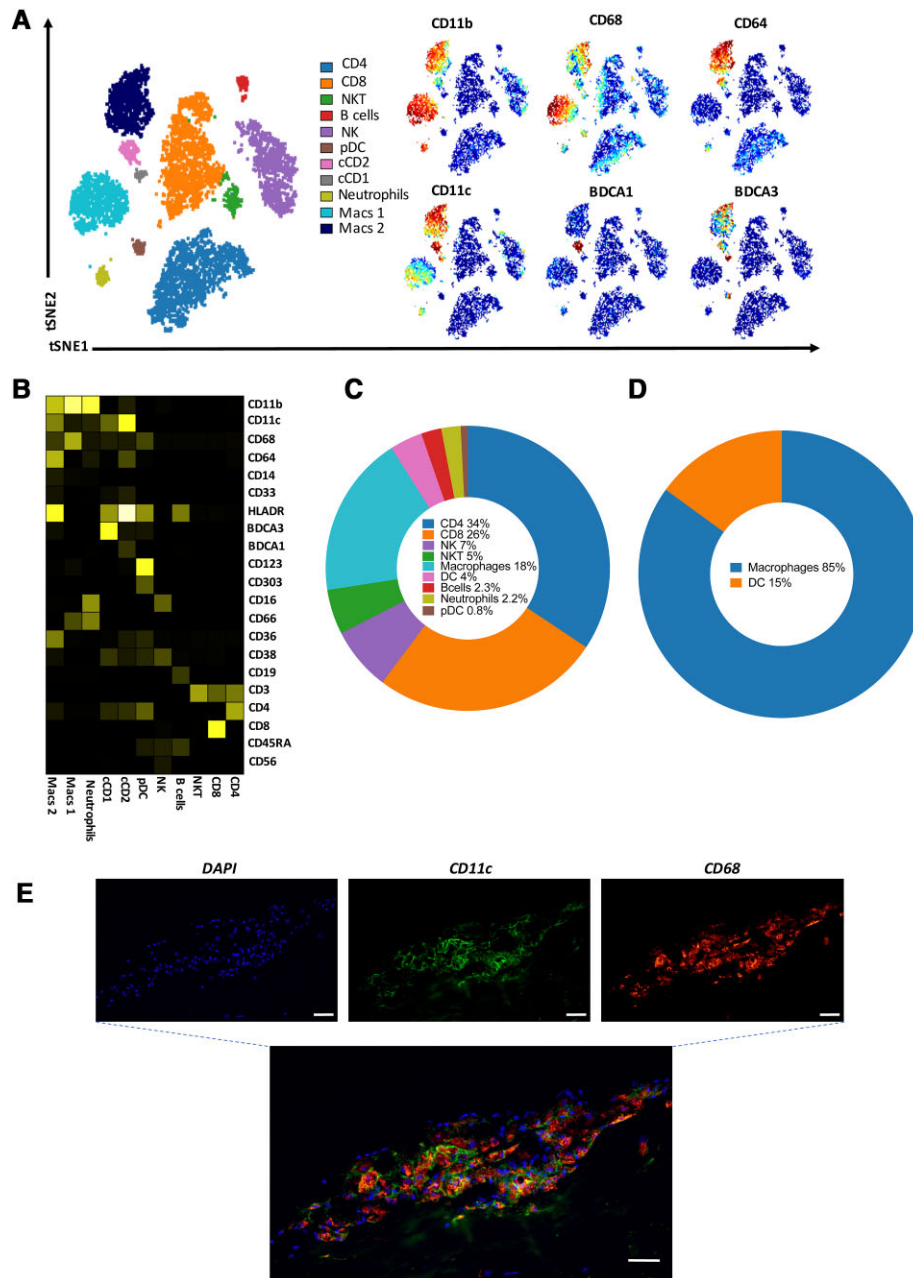 A
CD4
CD8
NKT
B cells
NK
pDC
cCD2
cCD1
Neutrophils
Macs 1
Macs 2
tSNE2
tSNE1
CD11b
CD68
CD64
CD11c
BDCA1
BDCA3
B
CD11b
CD11c
CD68
CD64
CD14
CD33
HLADR
BDCA3
BDCA1
CD123
CD303
CD16
CD66
CD36
CD38
CD19
CD3
CD4
CD8
CD45RA
CD56
Macs 2
Macs 1
Neutrophils
cCD1
cCD2
pDC
NK
B cells
NKT
CD8
CD4
C
CD4 34%
CD8 26%
NK 7%
NKT 5%
Macrophages 18%
DC 4%
Bcells 2.3%
Neutrophils 2.2%
pDC 0.8%
D
Macrophages 85%
DC 15%
E
DAPI
CD11c
CD68